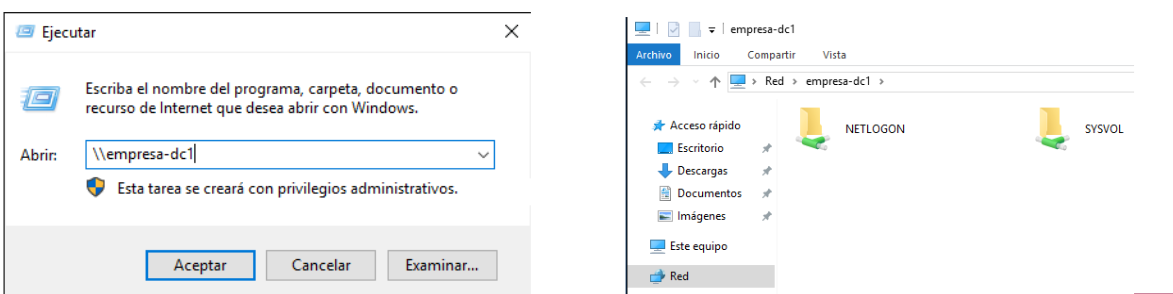 Ejecutar
Escriba el nombre del programa, carpeta, documento o
recurso de Internet que desea abrir con Windows.
Abrir:
\\empresa-dc1
Esta tarea se creará con privilegios administrativos.
Aceptar
Cancelar
Examinar...
empresa-dc1
Archivo
Inicio
Compartir
Vista
Red > empresa-dc1 >
Acceso rápido
Escritorio
Descargas
Documentos
Imágenes
Este equipo
Red
NETLOGON
SYSVOL